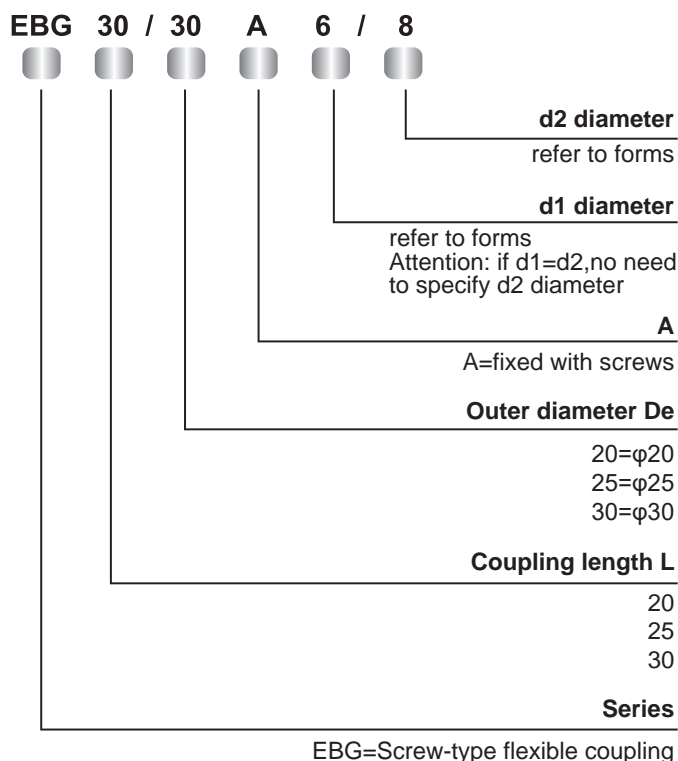 EBG 30 / 30 A 6 / 8
d2 diameter
refer to forms
d1 diameter
refer to forms
Attention: if d1=d2,no need
to specify d2 diameter
A
A=fixed with screws
Outer diameter De
20=φ20
25=φ25
30=φ30
Coupling length L
20
25
30
Series
EBG=Screw-type flexible coupling